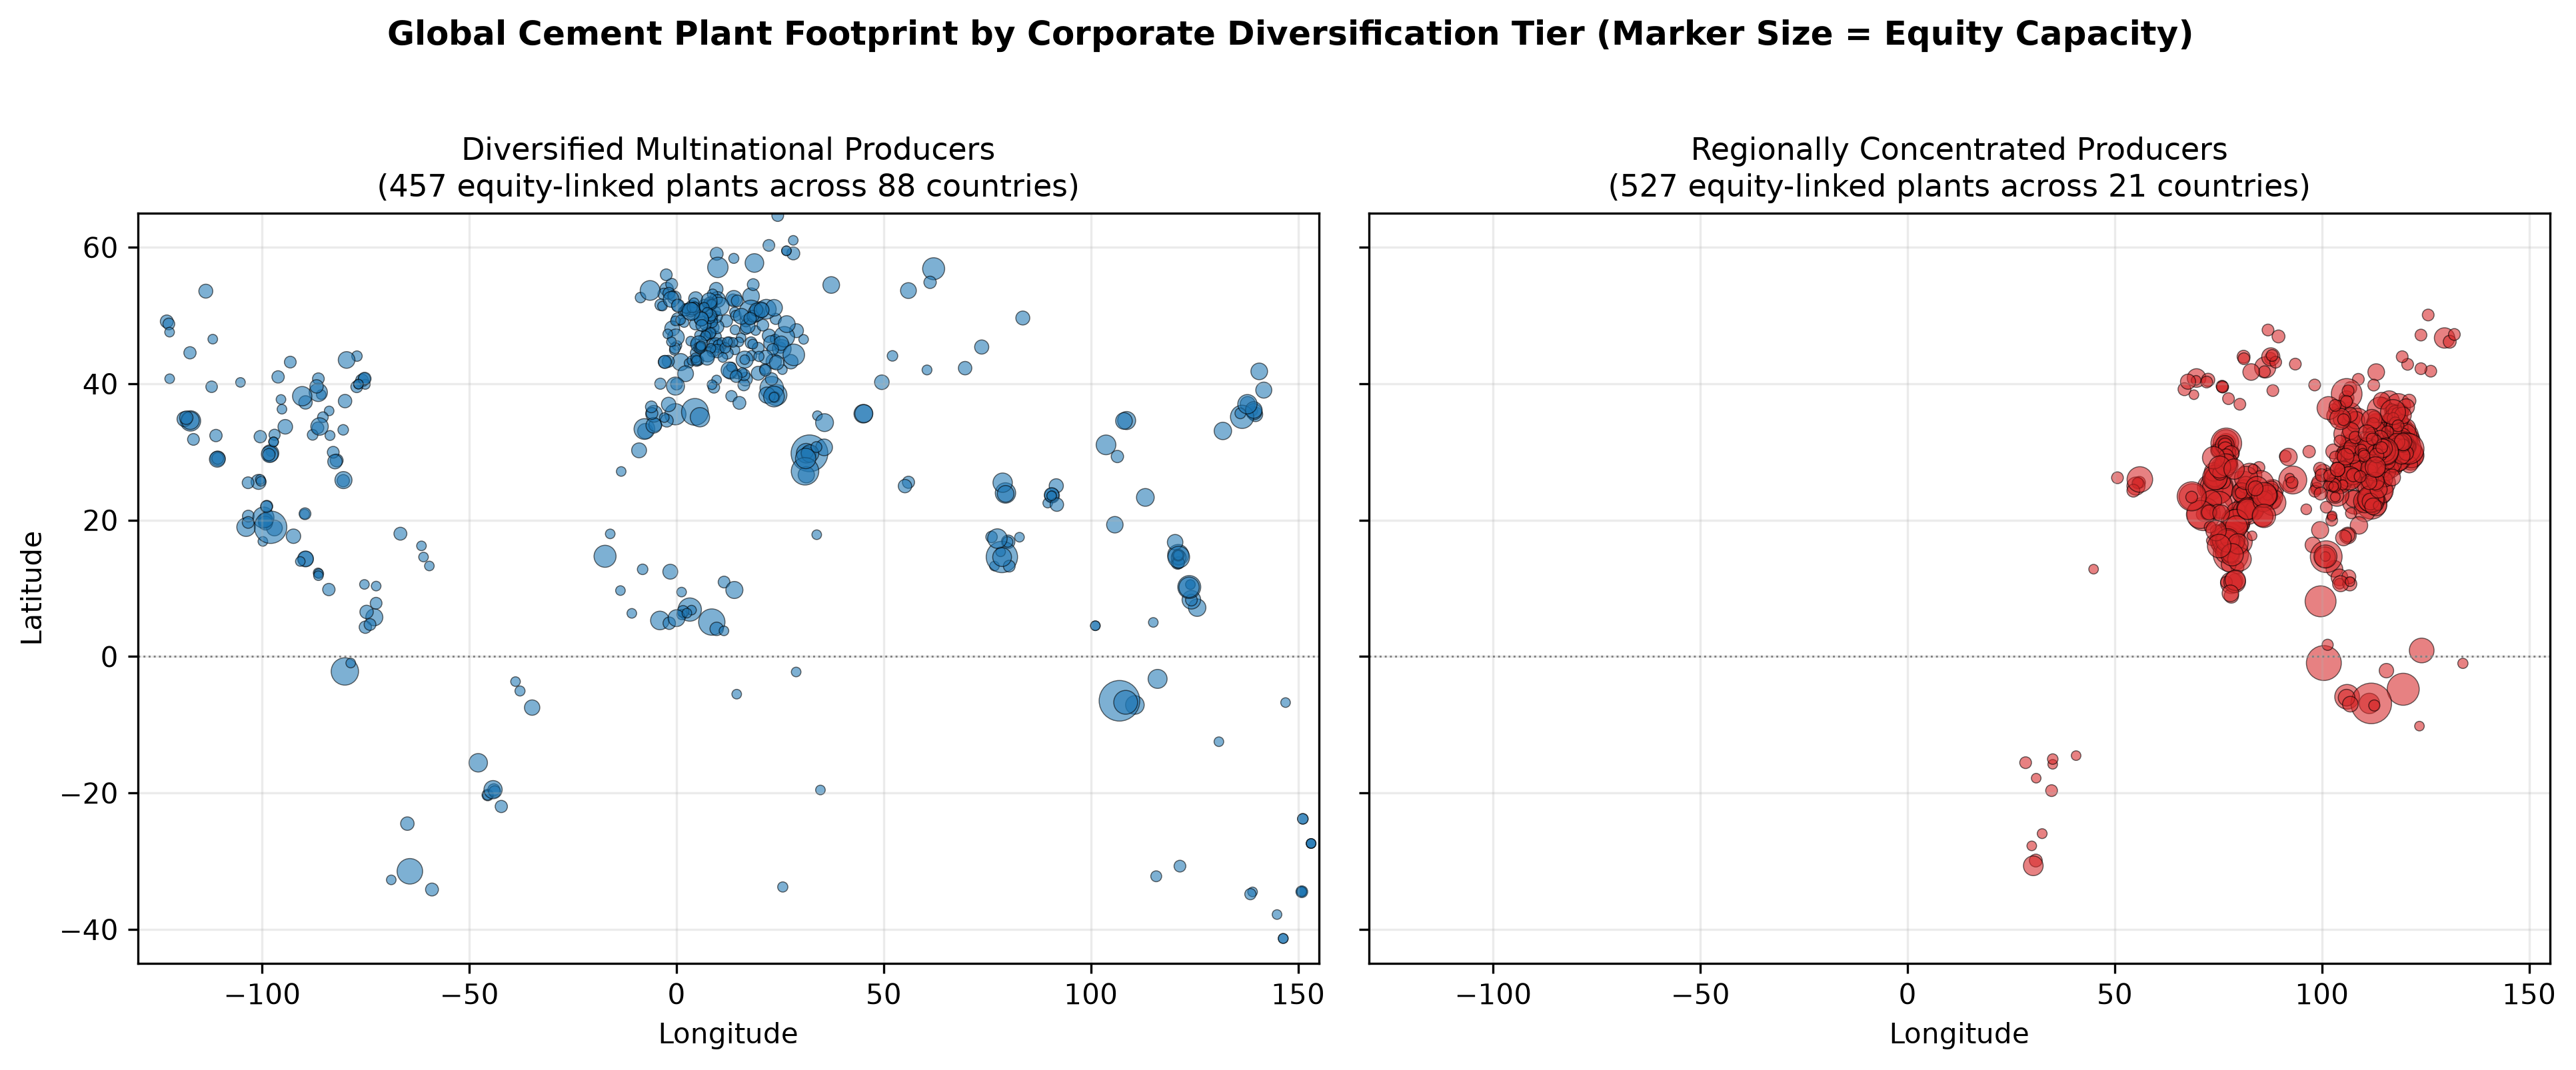 Global Cement Plant Footprint by Corporate Diversification Tier (Marker Size = Equity Capacity)
Diversified Multinational Producers
(457 equity-linked plants across 88 countries)
60
40
20
0
−20
−40
Latitude
−100
−50
0
50
100
150
Longitude
Regionally Concentrated Producers
(527 equity-linked plants across 21 countries)
−100
−50
0
50
100
150
Longitude